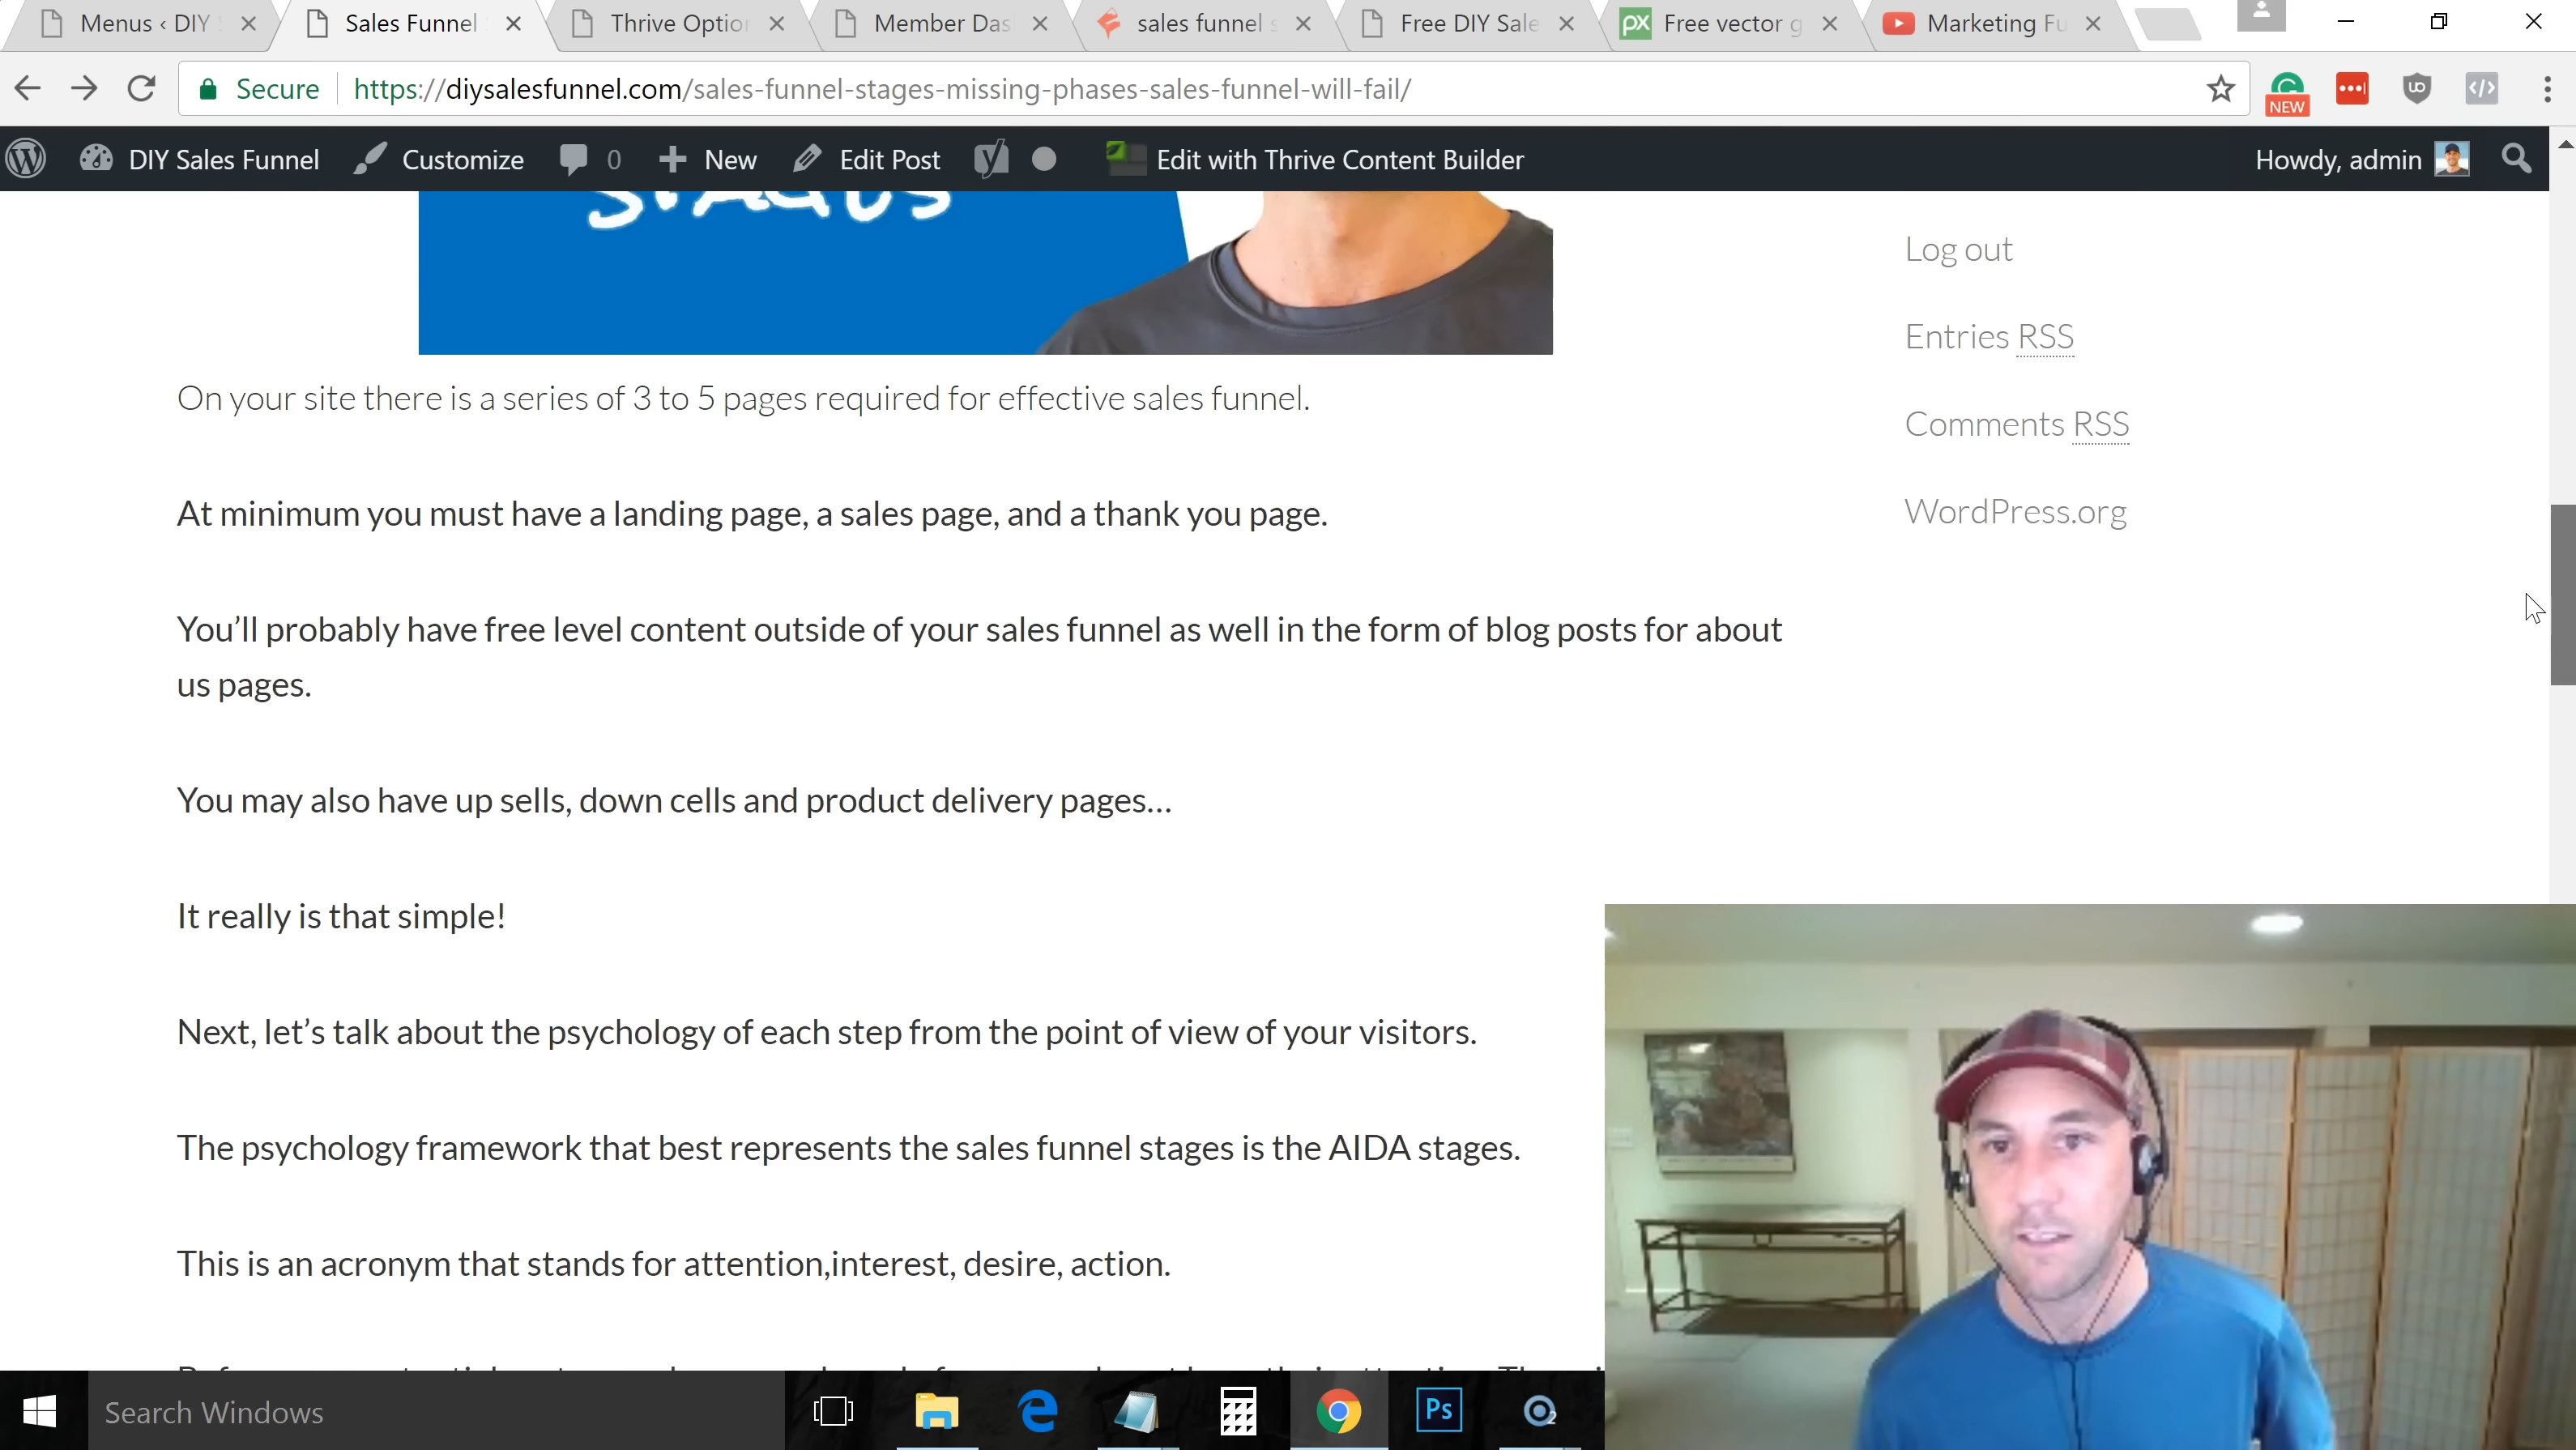 Menus ‹ DIY
Sales Funnel
Thrive Option
Member Das
sales funnel s
Free DIY Sale
Free vector g
Marketing Fu
Secure
https://diysalesfunnel.com/sales-funnel-stages-missing-phases-sales-funnel-will-fail/
NEW
DIY Sales Funnel
Customize
0
New
Edit Post
Edit with Thrive Content Builder
Howdy, admin
Log out
Entries RSS
Comments RSS
WordPress.org
On your site there is a series of 3 to 5 pages required for effective sales funnel.
At minimum you must have a landing page, a sales page, and a thank you page.
You’ll probably have free level content outside of your sales funnel as well in the form of blog posts for about
us pages.
You may also have up sells, down cells and product delivery pages…
It really is that simple!
Next, let’s talk about the psychology of each step from the point of view of your visitors.
The psychology framework that best represents the sales funnel stages is the AIDA stages.
This is an acronym that stands for attention,interest, desire, action.
Search Windows
Ps